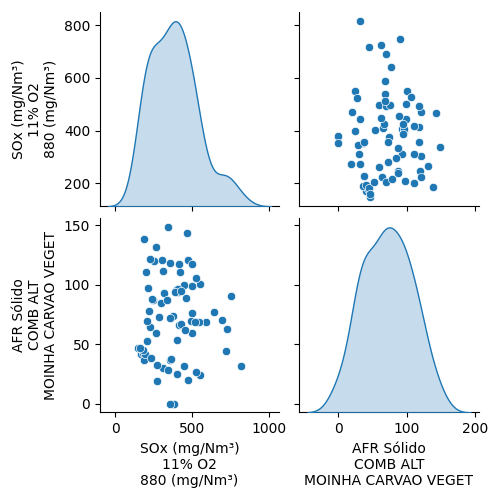 SOx (mg/Nm³)
11% O2
880 (mg/Nm³)
800
600
400
200
AFR Sólido
COMB ALT
MOINHA CARVAO VEGET
150
100
50
0
0
500
1000
SOx (mg/Nm³)
11% O2
880 (mg/Nm³)
0
100
200
AFR Sólido
COMB ALT
MOINHA CARVAO VEGET